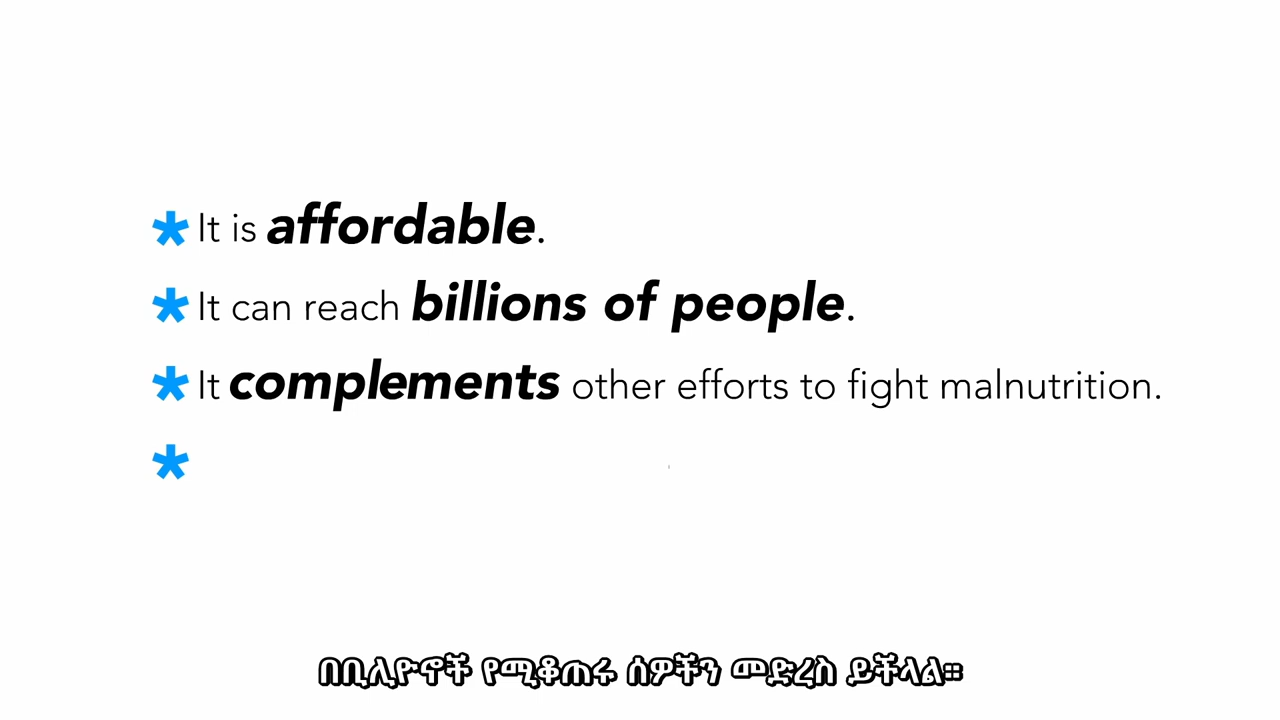 * It is affordable.
* It can reach billions of people.
* It complements other efforts to fight malnutrition.
*
በቢሊዮኖች የሚቆጠሩ ሰዎችን መድረስ ይችላል።